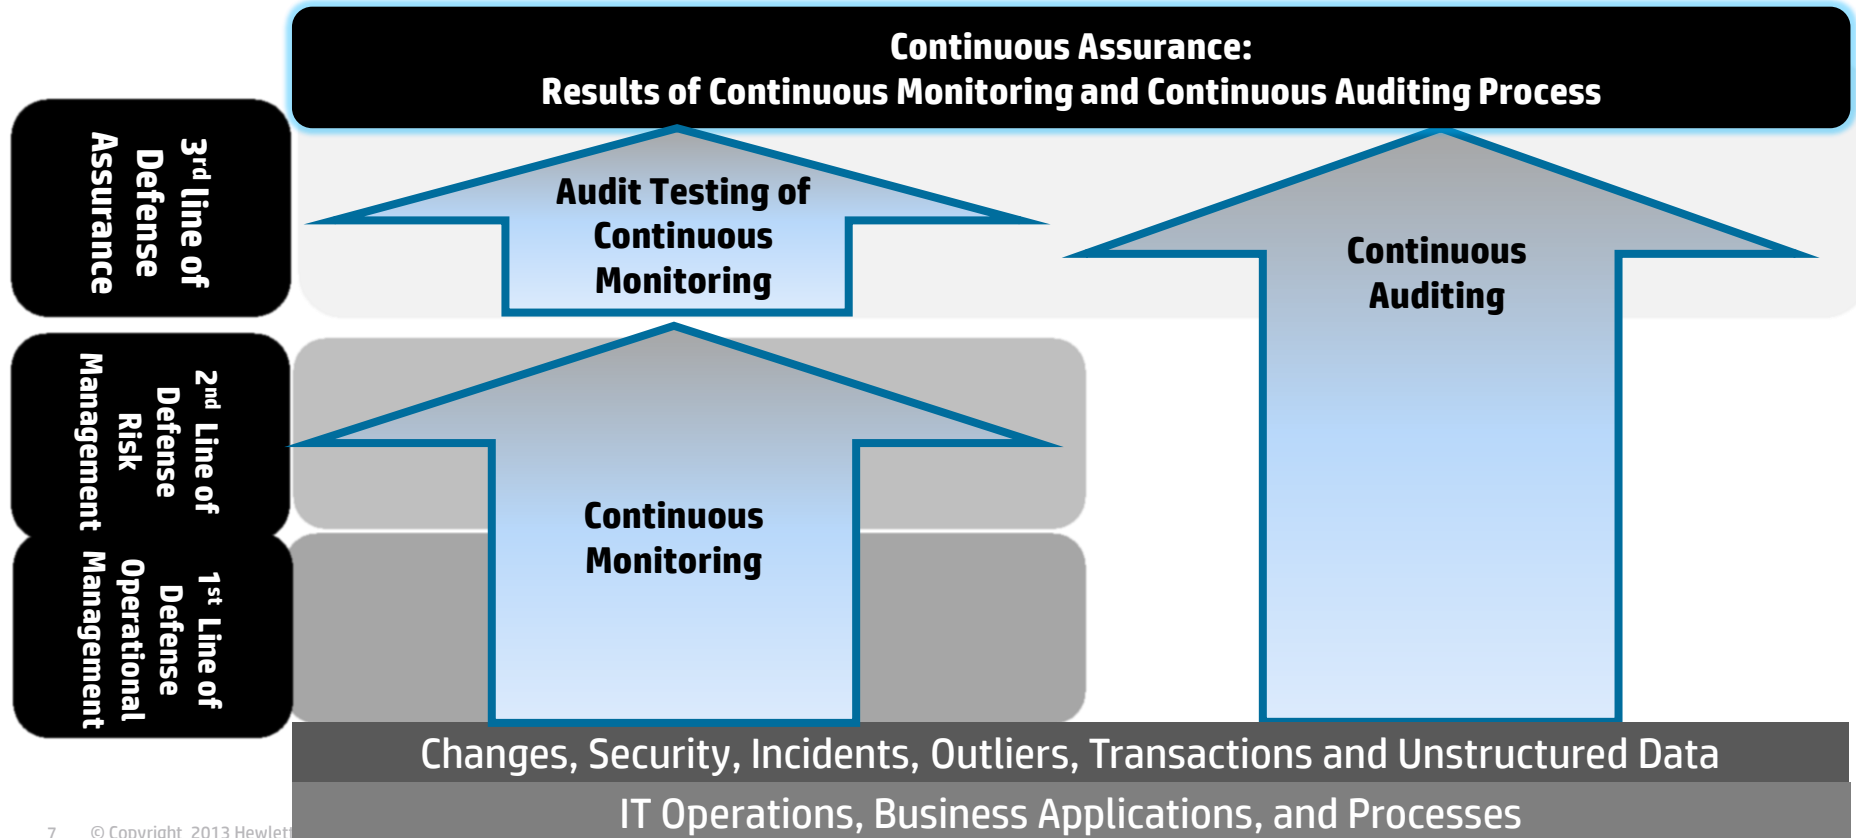 Continuous Assurance:
Results of Continuous Monitoring and Continuous Auditing Process
3rd line of
Defense
Assurance
Audit Testing of
Continuous
Monitoring
Continuous
Auditing
2nd Line of
Defense
Risk
Management
Continuous
Monitoring
1st Line of
Defense
Operational
Management
Changes, Security, Incidents, Outliers, Transactions and Unstructured Data
IT Operations, Business Applications, and Processes
7 © Copyright 2013 Hewlett